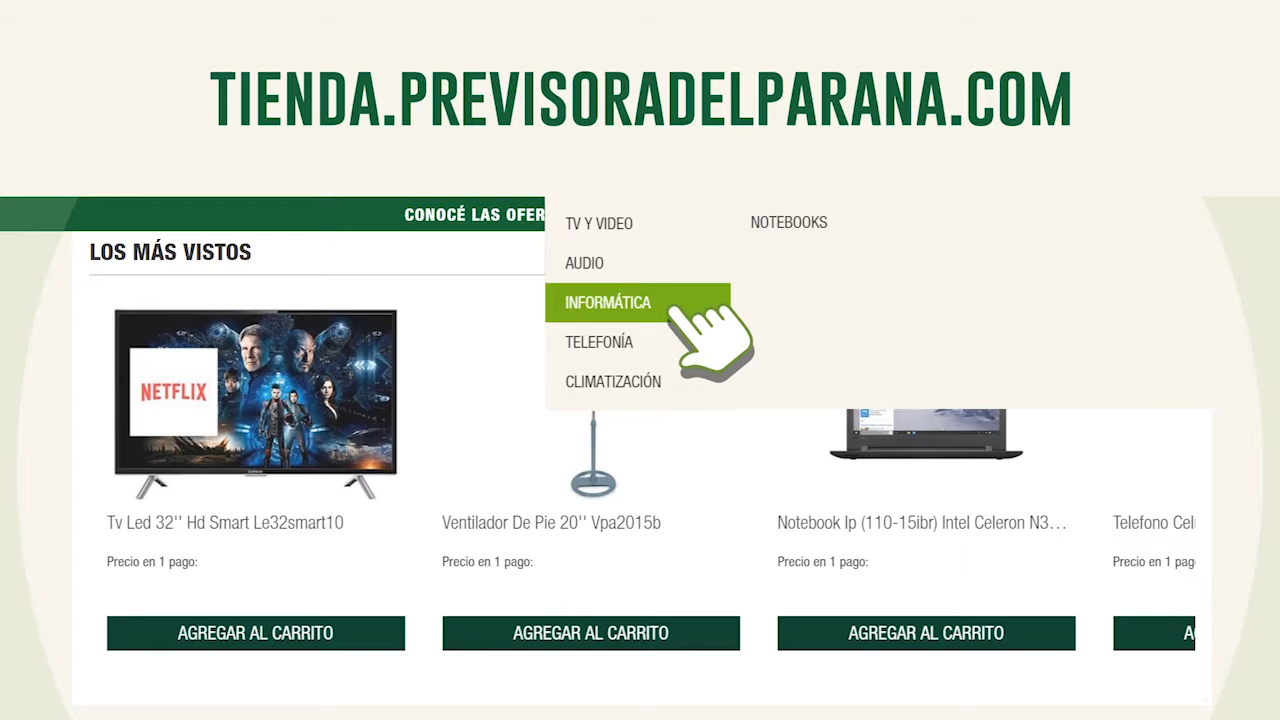 TIENDA.PREVISORADELPARANA.COM
CONOCÉ LAS OFER
TV Y VIDEO
NOTEBOOKS
LOS MÁS VISTOS
AUDIO
INFORMÁTICA
TELEFONÍA
CLIMATIZACIÓN
NETFLIX
Tv Led 32'' Hd Smart Le32smart10
Ventilador De Pie 20'' Vpa2015b
Notebook Ip (110-15ibr) Intel Celeron N3...
Telefono Cel
Precio en 1 pago:
Precio en 1 pago:
Precio en 1 pago:
Precio en 1 pag
AGREGAR AL CARRITO
AGREGAR AL CARRITO
AGREGAR AL CARRITO
A